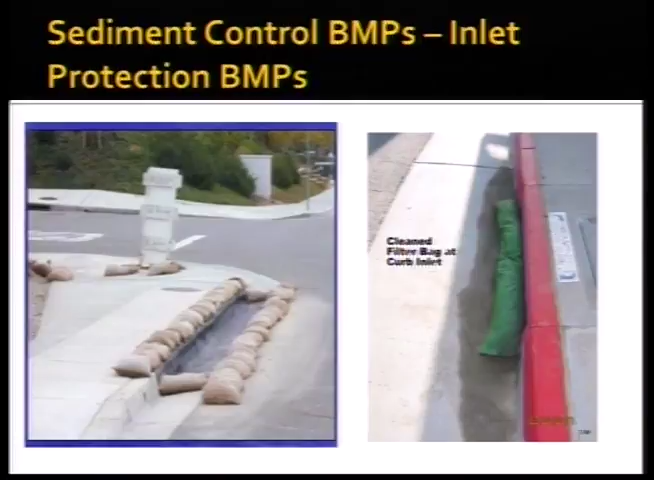 Sediment Control BMPs – Inlet
Protection BMPs
Cleaned
Filter Bag at
Curb Inlet